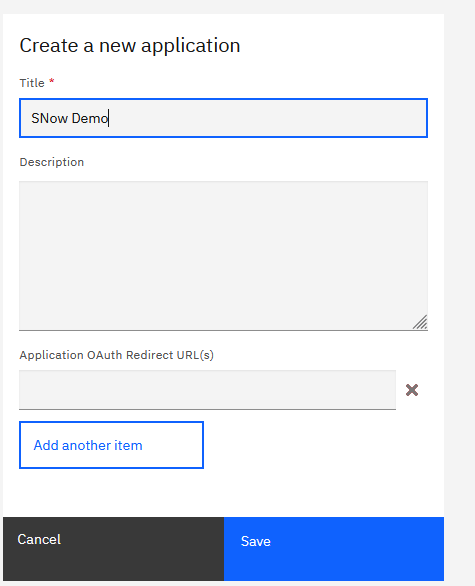 Create a new application
Title *
SNow Demo
Description
Application OAuth Redirect URL(s)
Add another item
Cancel
Save